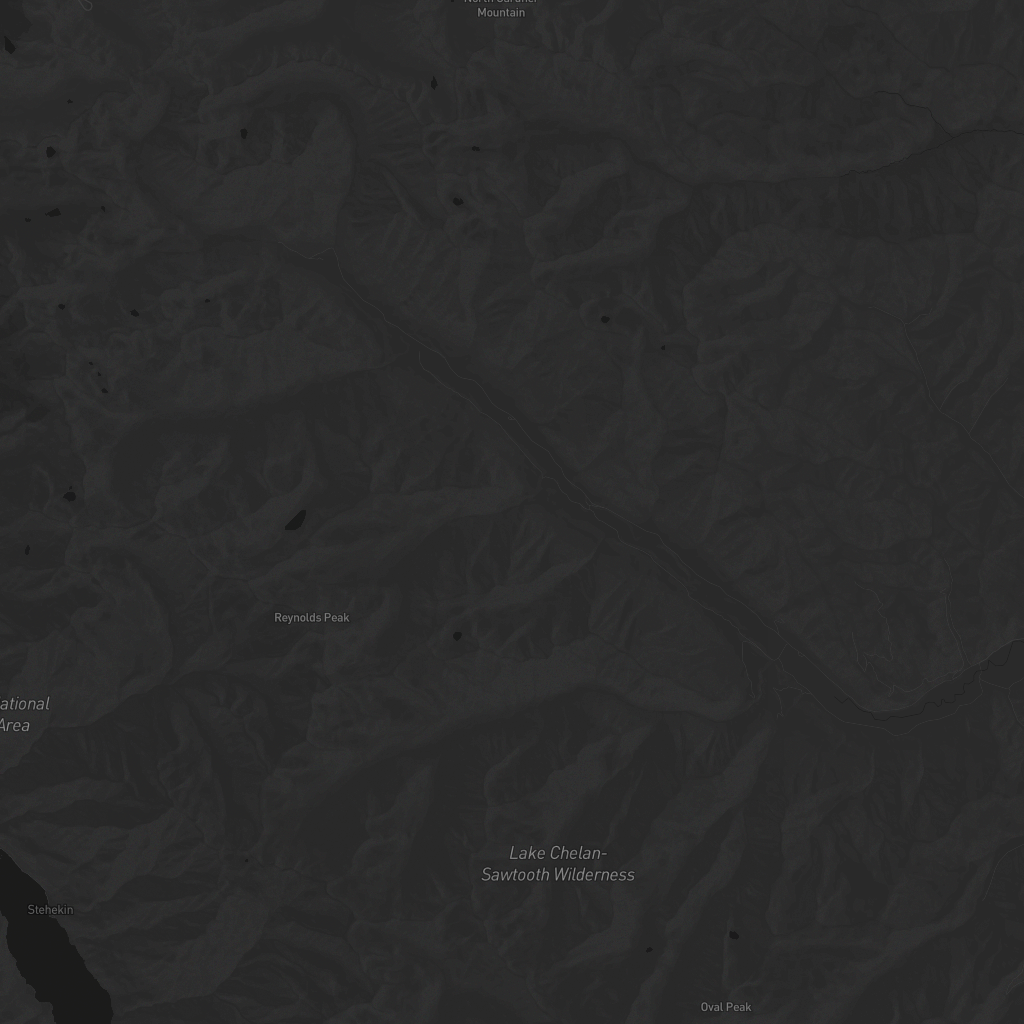 Mountain
Reynolds Peak
ational
Area
Lake Chelan-
Sawtooth Wilderness
Stehekin
Oval Peak